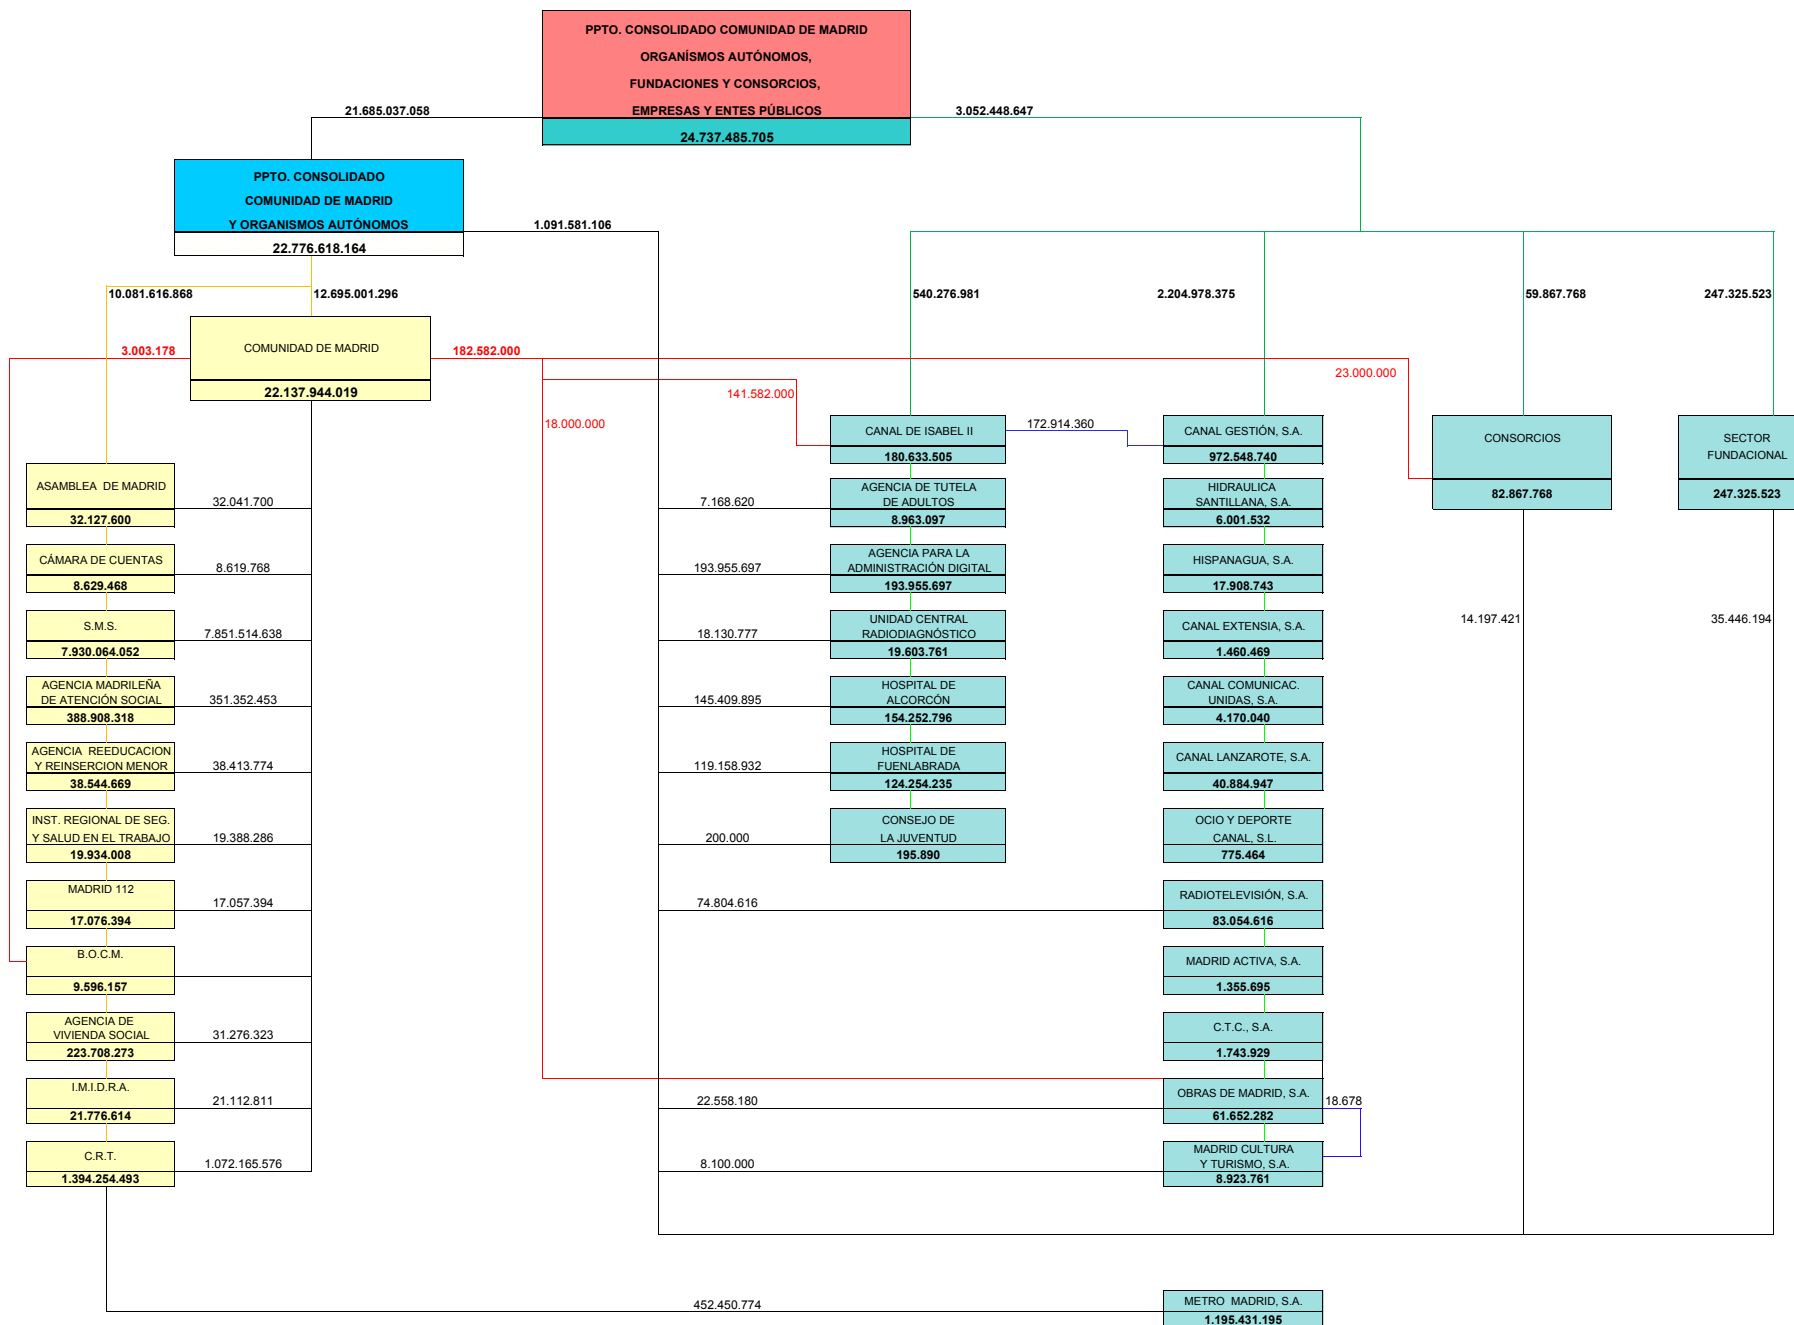 PPTO. CONSOLIDADO COMUNIDAD DE MADRID
ORGANÍSMOS AUTÓNOMOS,
FUNDACIONES Y CONSORCIOS,
EMPRESAS Y ENTES PÚBLICOS
24.737.485.705
21.685.037.058
3.052.448.647
PPTO. CONSOLIDADO
COMUNIDAD DE MADRID
Y ORGANISMOS AUTÓNOMOS
22.776.618.164
1.091.581.106
10.081.616.868
12.695.001.296
540.276.981
2.204.978.375
59.867.768
247.325.523
3.003.178
COMUNIDAD DE MADRID
22.137.944.019
182.582.000
141.582.000
18.000.000
23.000.000
CANAL DE ISABEL II
180.633.505
172.914.360
CANAL GESTIÓN, S.A.
972.548.740
CONSORCIOS
82.867.768
SECTOR
FUNDACIONAL
247.325.523
ASAMBLEA DE MADRID
32.127.600
32.041.700
7.168.620
AGENCIA DE TUTELA
DE ADULTOS
8.963.097
HIDRAULICA
SANTILLANA, S.A.
6.001.532
CÁMARA DE CUENTAS
8.629.468
8.619.768
193.955.697
AGENCIA PARA LA
ADMINISTRACIÓN DIGITAL
193.955.697
HISPANAGUA, S.A.
17.908.743
S.M.S.
7.930.064.052
7.851.514.638
18.130.777
UNIDAD CENTRAL
RADIODIAGNÓSTICO
19.603.761
CANAL EXTENSIA, S.A.
1.460.469
14.197.421
35.446.194
AGENCIA MADRILEÑA
DE ATENCIÓN SOCIAL
388.908.318
351.352.453
145.409.895
HOSPITAL DE
ALCORCÓN
154.252.796
CANAL COMUNICAC.
UNIDAS, S.A.
4.170.040
AGENCIA REEDUCACION
Y REINSERCION MENOR
38.544.669
38.413.774
119.158.932
HOSPITAL DE
FUENLABRADA
124.254.235
CANAL LANZAROTE, S.A.
40.884.947
INST. REGIONAL DE SEG.
Y SALUD EN EL TRABAJO
19.934.008
19.388.286
200.000
CONSEJO DE
LA JUVENTUD
195.890
OCIO Y DEPORTE
CANAL, S.L.
775.464
MADRID 112
17.076.394
17.057.394
74.804.616
RADIOTELEVISIÓN, S.A.
83.054.616
B.O.C.M.
9.596.157
MADRID ACTIVA, S.A.
1.355.695
AGENCIA DE
VIVIENDA SOCIAL
223.708.273
31.276.323
C.T.C., S.A.
1.743.929
I.M.I.D.R.A.
21.776.614
21.112.811
22.558.180
OBRAS DE MADRID, S.A.
61.652.282
18.678
C.R.T.
1.394.254.493
1.072.165.576
8.100.000
MADRID CULTURA
Y TURISMO, S.A.
8.923.761
452.450.774
METRO MADRID, S.A.
1.195.431.195